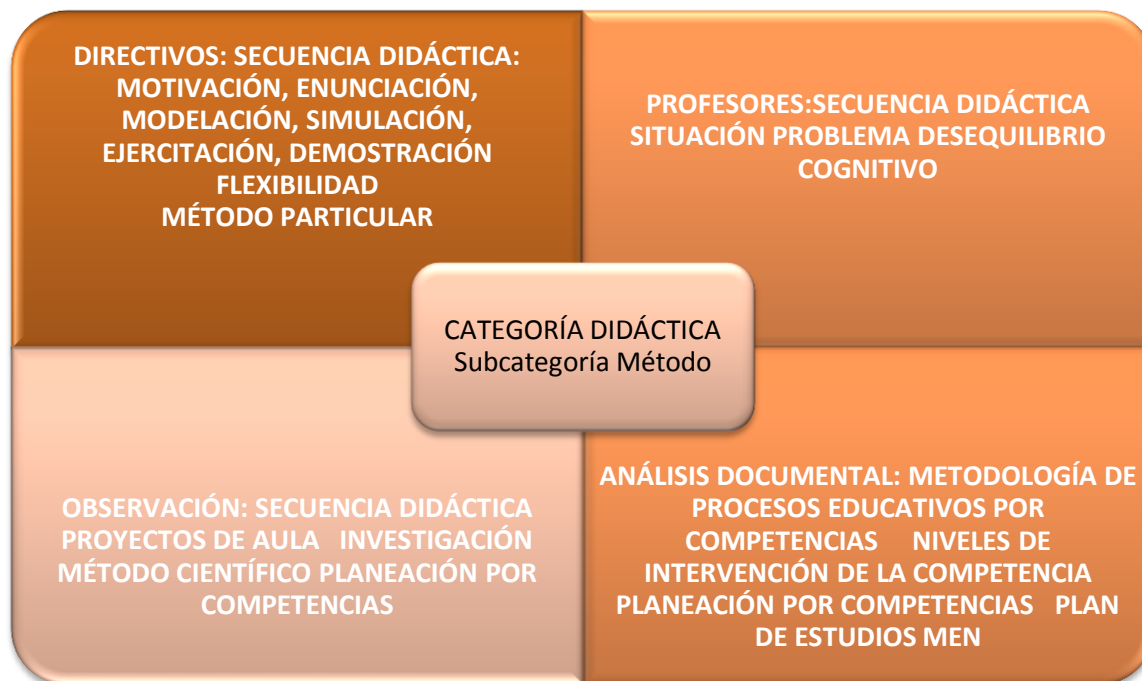 DIRECTIVOS: SECUENCIA DIDÁCTICA:
MOTIVACIÓN, ENUNCIACIÓN,
MODELACIÓN, SIMULACIÓN,
EJERCITACIÓN, DEMOSTRACIÓN
FLEXIBILIDAD
MÉTODO PARTICULAR
PROFESORES:SECUENCIA DIDÁCTICA
SITUACIÓN PROBLEMA DESEQUILIBRIO
COGNITIVO
CATEGORÍA DIDÁCTICA
Subcategoría Método
OBSERVACIÓN: SECUENCIA DIDÁCTICA
PROYECTOS DE AULA INVESTIGACIÓN
MÉTODO CIENTÍFICO PLANEACIÓN POR
COMPETENCIAS
ANÁLISIS DOCUMENTAL: METODOLOGÍA DE
PROCESOS EDUCATIVOS POR
COMPETENCIAS NIVELES DE
INTERVENCIÓN DE LA COMPETENCIA
PLANEACIÓN POR COMPETENCIAS PLAN
DE ESTUDIOS MEN